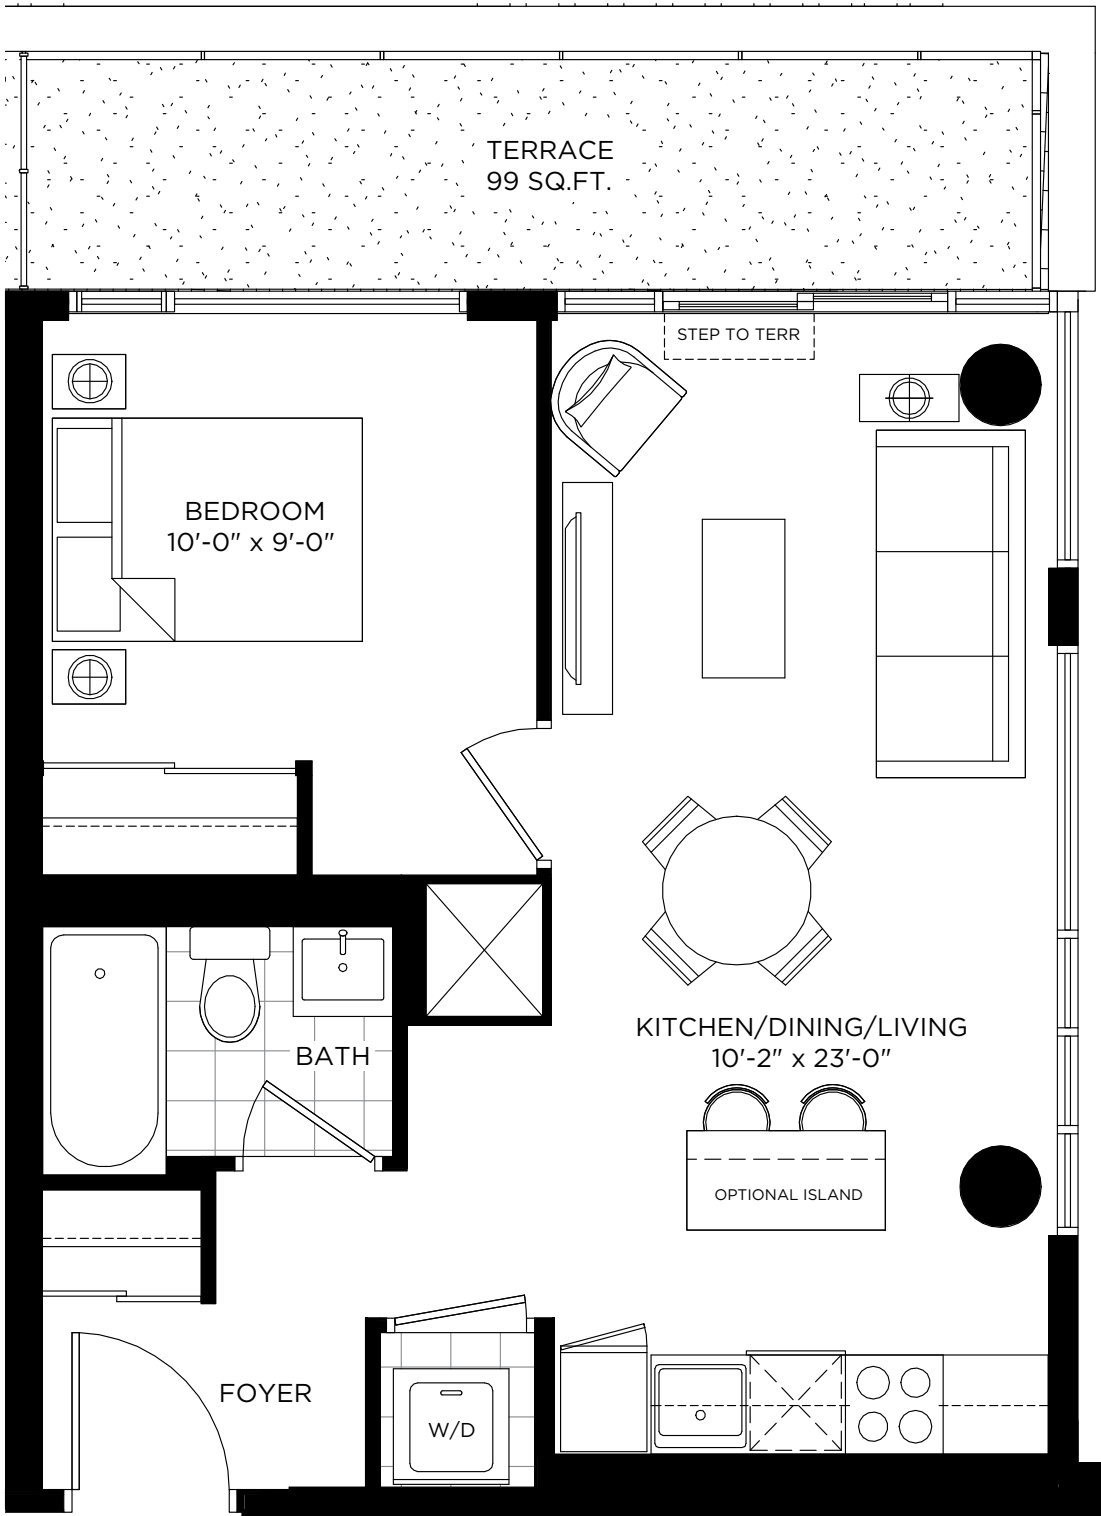 TERRACE
99 SQ.FT.
STEP TO TERR
BEDROOM
10'-0" x 9'-0"
KITCHEN/DINING/LIVING
10'-2" x 23'-0"
BATH
OPTIONAL ISLAND
FOYER
W/D